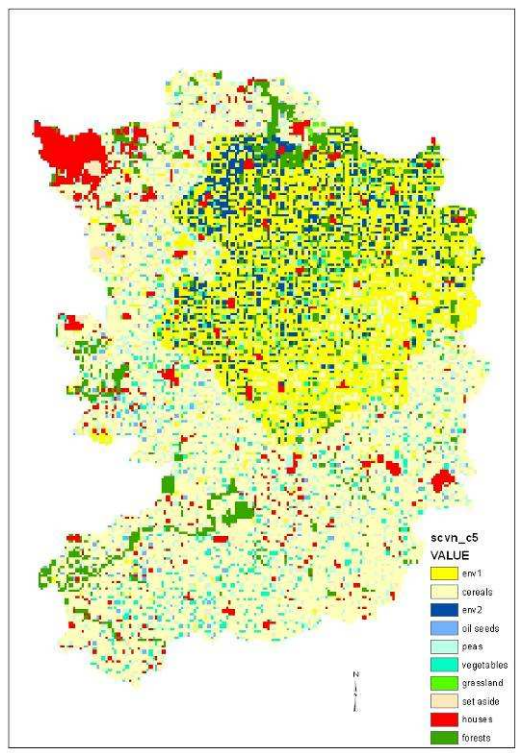 scvn_c5
VALUE
env1
cereals
env2
oil seeds
peas
vegetables
grassland
set aside
houses
forests